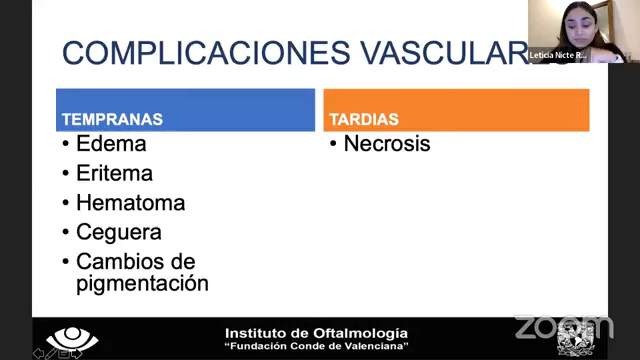 COMPLICACIONES VASCULAR
Leticia Nicte R...
TEMPRANAS
• Edema
• Eritema
• Hematoma
• Ceguera
• Cambios de
pigmentación
TARDIAS
• Necrosis
Instituto de Oftalmología
“Fundación Conde de Valenciana”
zoom